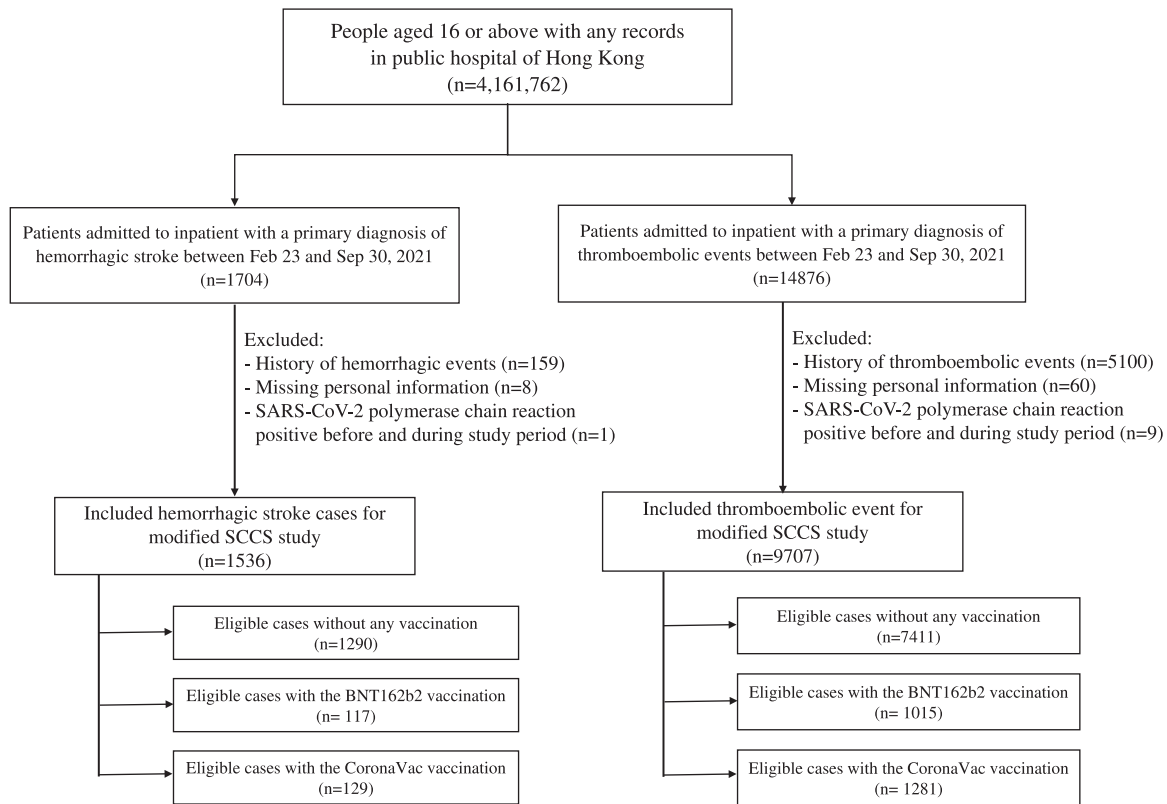 People aged 16 or above with any records
in public hospital of Hong Kong
(n=4,161,762)
Patients admitted to inpatient with a primary diagnosis of
hemorrhagic stroke between Feb 23 and Sep 30, 2021
(n=1704)
Patients admitted to inpatient with a primary diagnosis of
thromboembolic events between Feb 23 and Sep 30, 2021
(n=14876)
Excluded:
- History of hemorrhagic events (n=159)
- Missing personal information (n=8)
- SARS-CoV-2 polymerase chain reaction
positive before and during study period (n=1)
Excluded:
- History of thromboembolic events (n=5100)
- Missing personal information (n=60)
- SARS-CoV-2 polymerase chain reaction
positive before and during study period (n=9)
Included hemorrhagic stroke cases for
modified SCCS study
(n=1536)
Included thromboembolic event for
modified SCCS study
(n=9707)
Eligible cases without any vaccination
(n=1290)
Eligible cases with the BNT162b2 vaccination
(n= 117)
Eligible cases with the CoronaVac vaccination
(n=129)
Eligible cases without any vaccination
(n=7411)
Eligible cases with the BNT162b2 vaccination
(n= 1015)
Eligible cases with the CoronaVac vaccination
(n= 1281)